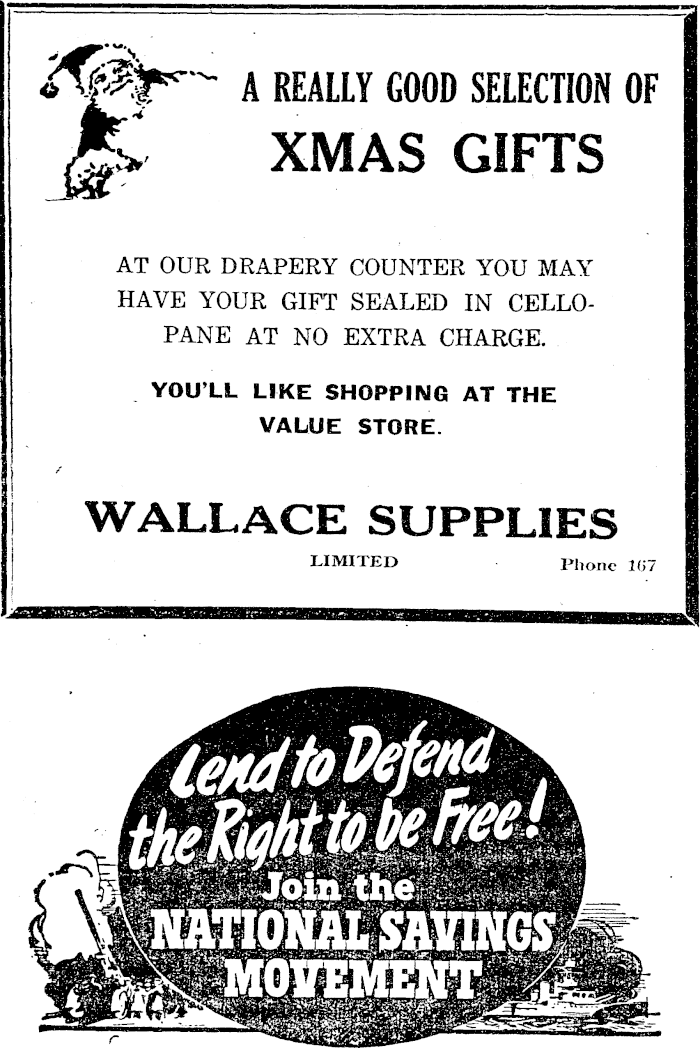 A REALLY GOOD SELECTION OF
XMAS GIFTS
AT OUR DRAPERY COUNTER YOU MAY
HAVE YOUR GIFT SEALED IN CELLO-
PANE AT NO EXTRA CHARGE.
YOU'LL LIKE SHOPPING AT THE
VALUE STORE.
WALLACE SUPPLIES
LIMITED Phone 167
Lend to Defend
the Right to be Free!
Join the
NATIONAL SAVINGS
MOVEMENT